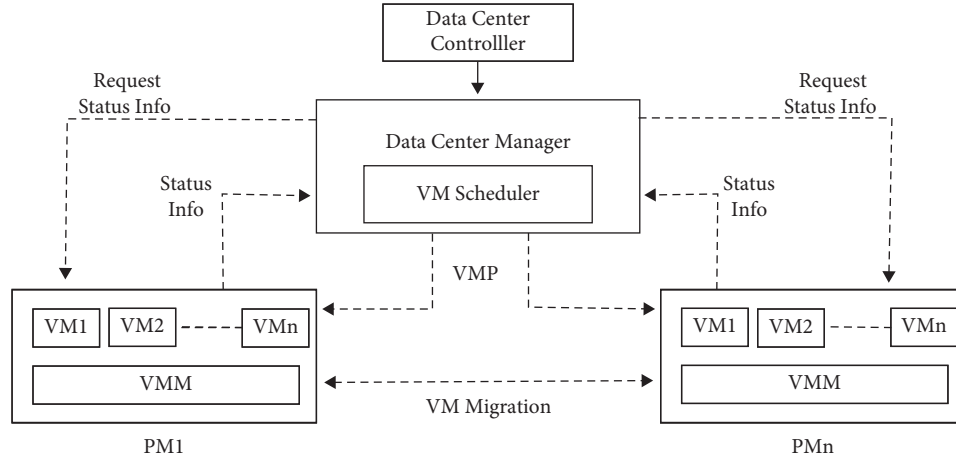 Data Center
Controlller
Request
Status Info
Request
Status Info
Data Center Manager
VM Scheduler
Status
Info
Status
Info
VMP
VM1
VM2
VMn
VM1
VM2
VMn
VMM
VMM
VM Migration
PM1
PMn